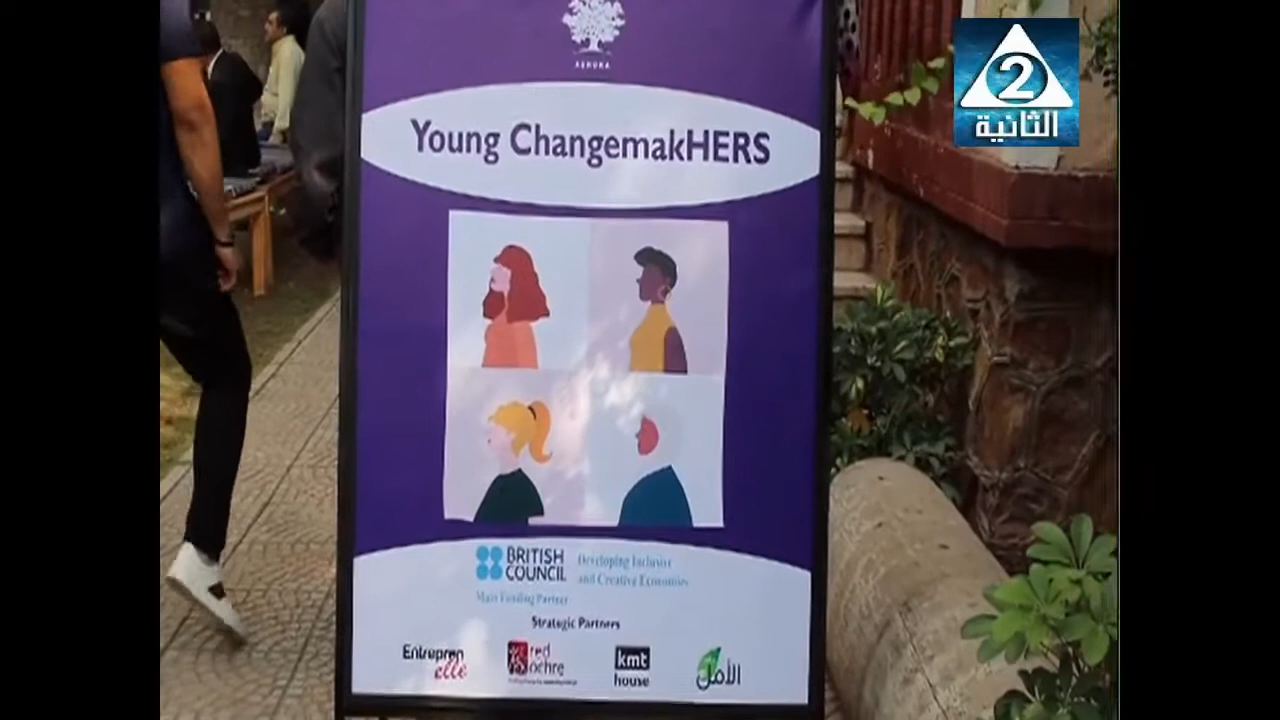 2
الثانية
ASHOKA
Young ChangemakHERS
BRITISH
COUNCIL
Developing Inclusive
and Creative Economies
Main Funding Partner
Strategic Partners
Entrepren
elle
red
ochre
kmt
house
الأمل